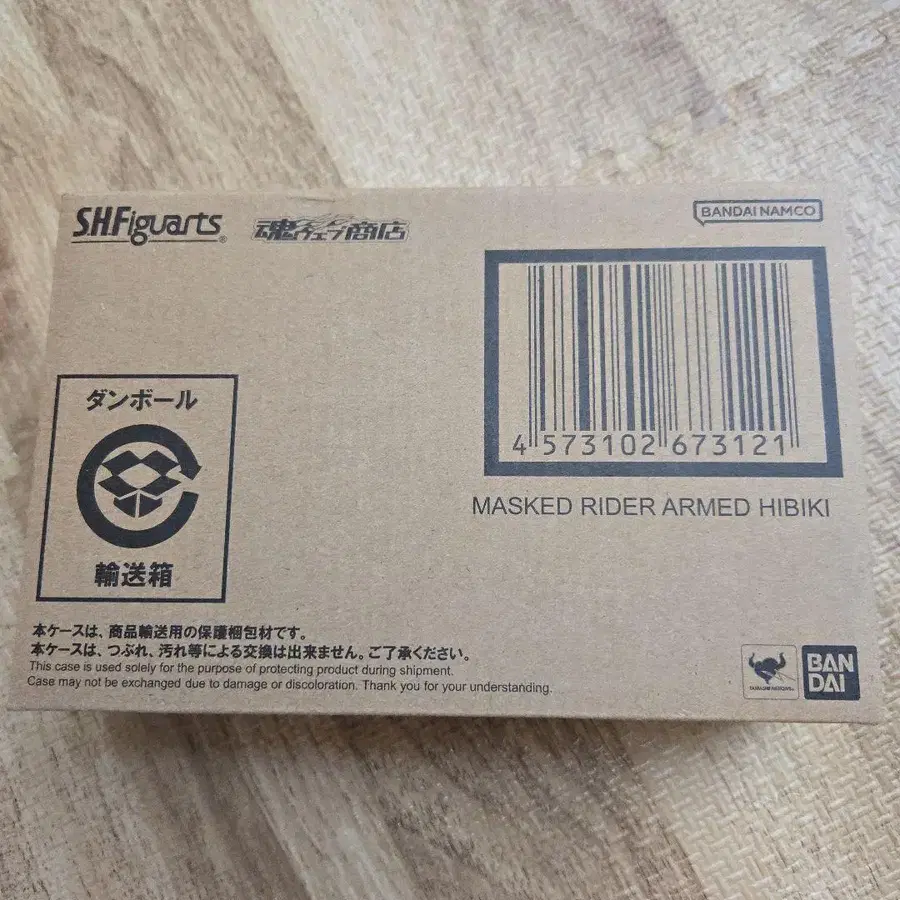 S.H.Figuarts®
魂ウェブ商店
BANDAI NAMCO
4 573102 673121
MASKED RIDER ARMED HIBIKI
ダンボール
輸送箱
本ケースは、商品輸送用の保護梱包材です。
本ケースは、つぶれ、汚れ等による交換は出来ません。ご了承ください。
This case is used solely for the purpose of protecting product during shipment.
Case may not be exchanged due to damage or discoloration. Thank you for your understanding.
TAMASHII NATIONS
BAN
DAI